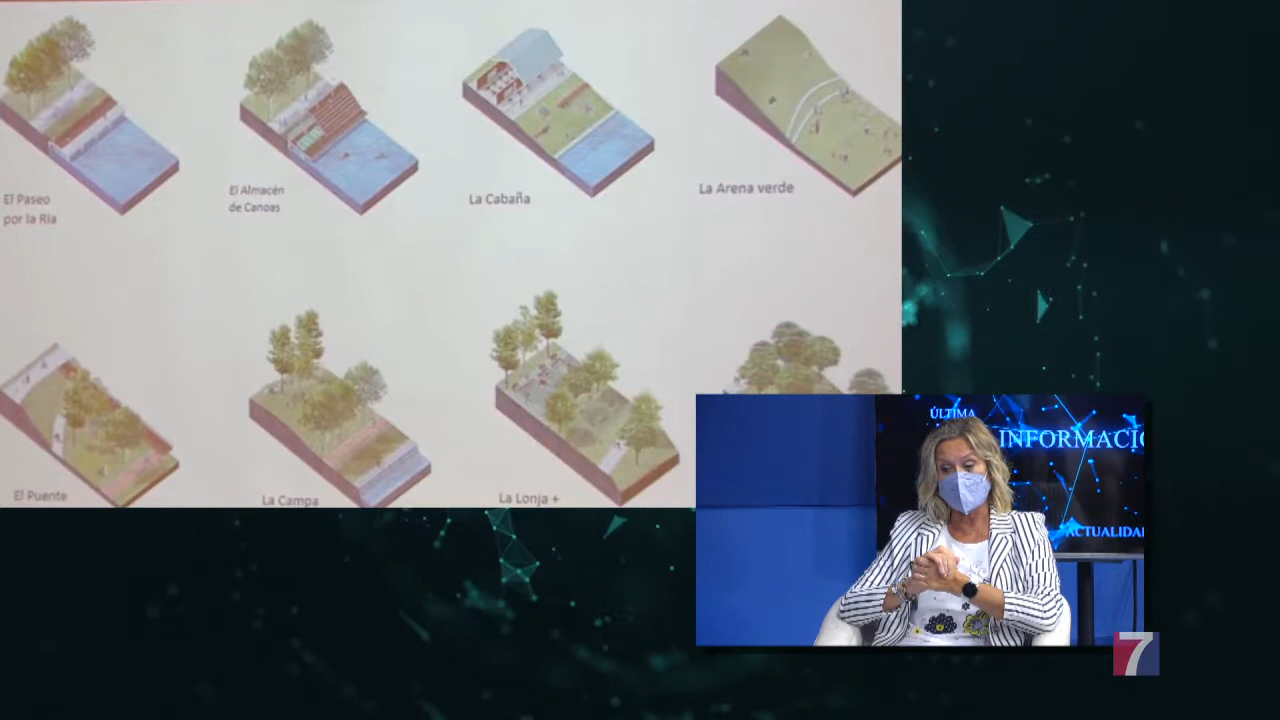 El Paseo
por la Ria
El Almacén
de Canoas
La Cabaña
La Arena verde
El Puente
La Campa
La Lonja +
ÚLTIMA
INFORMACIÓ
ACTUALIDAD
7